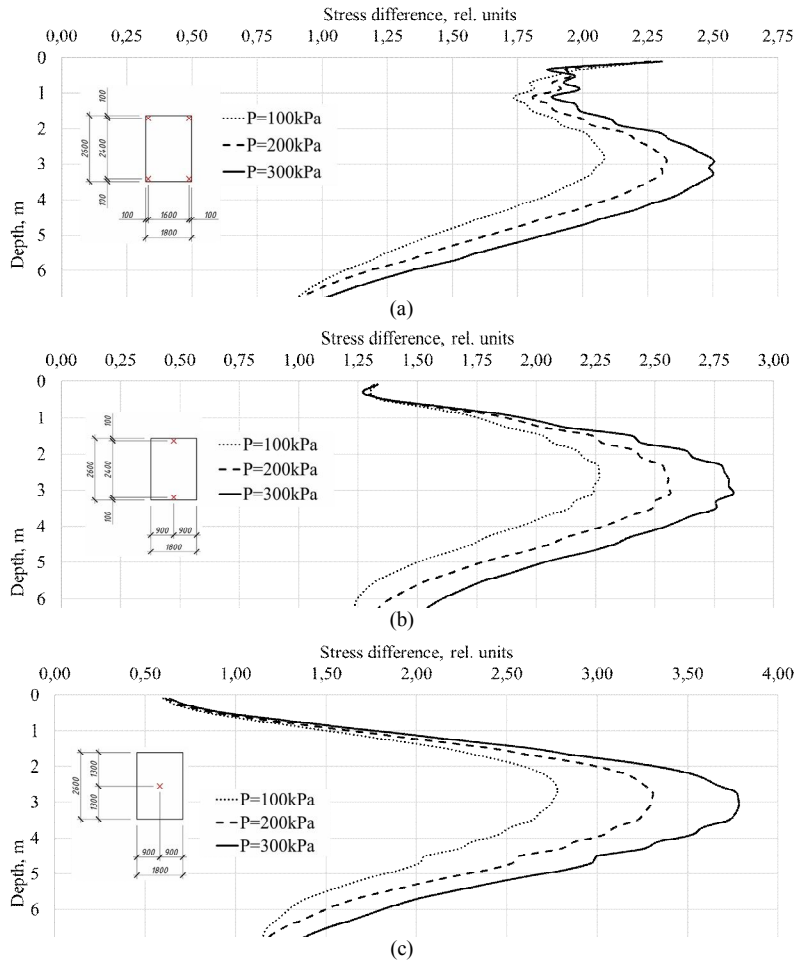 Stress difference, rel. units
0,00 0,25 0,50 0,75 1,00 1,25 1,50 1,75 2,00 2,25 2,50 2,75
0
1
2
3
4
5
6
Depth, m
100
2600
2400
100
100 1600 100
1800
P=100kPa
P=200kPa
P=300kPa
(a)
Stress difference, rel. units
0,00 0,25 0,50 0,75 1,00 1,25 1,50 1,75 2,00 2,25 2,50 2,75 3,00
0
1
2
3
4
5
6
Depth, m
100
2600
2400
100
900 900
1800
P=100kPa
P=200kPa
P=300kPa
(b)
Stress difference, rel. units
0,00 0,50 1,00 1,50 2,00 2,50 3,00 3,50 4,00
0
1
2
3
4
5
6
Depth, m
2600
1300
1300
900 900
1800
P=100kPa
P=200kPa
P=300kPa
(c)